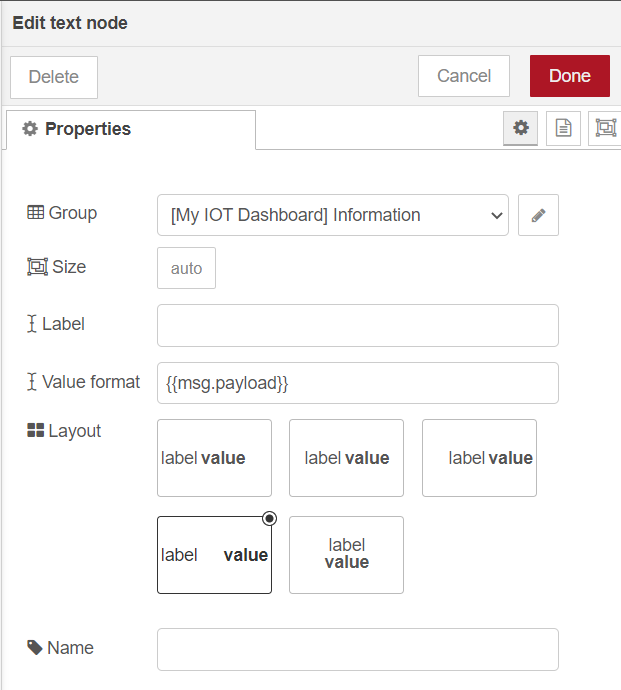 Edit text node
Delete
Cancel
Done
Properties
Group
[My IOT Dashboard] Information
Size
auto
Label
Value format
{{msg.payload}}
Layout
label value
label value
label value
label value
label
value
Name